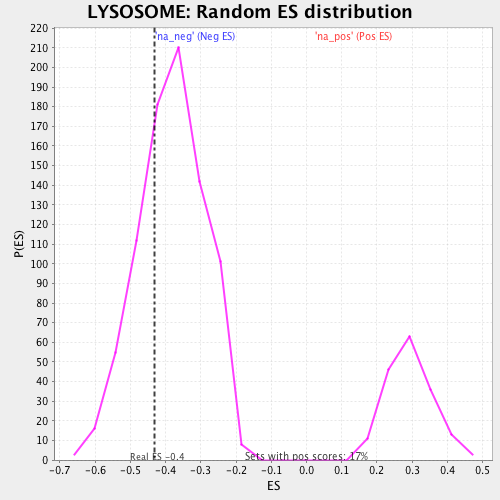 LYSOSOME: Random ES distribution
'na_neg' (Neg ES)
'na_pos' (Pos ES)
220
210
200
190
180
170
160
150
140
130
120
110
100
90
80
70
60
50
40
30
20
10
0
P(ES)
Real ES -0.4
Sets with pos scores: 17%
-0.7 -0.6 -0.5 -0.4 -0.3 -0.2 -0.1 0.0 0.1 0.2 0.3 0.4 0.5
ES